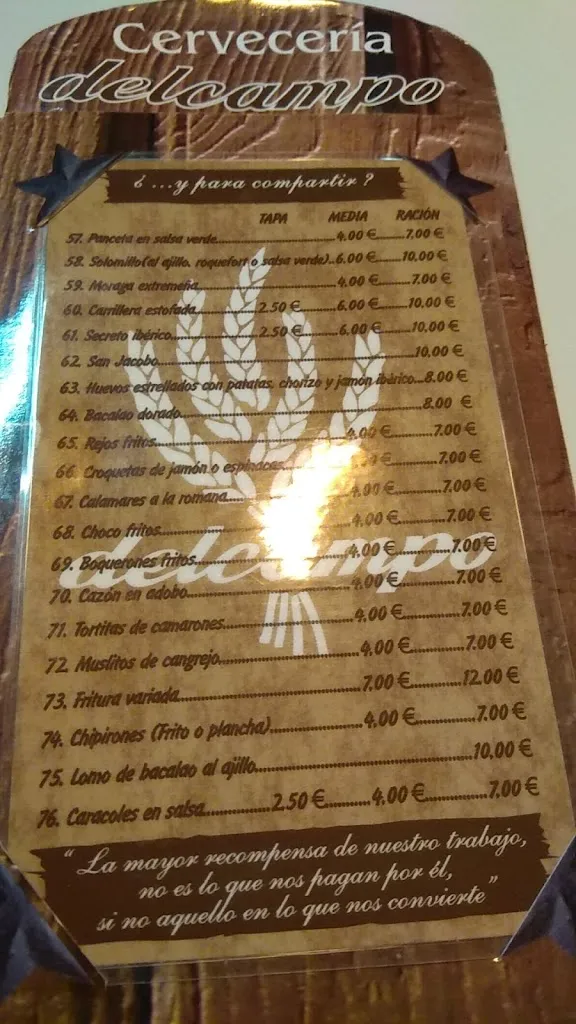 Cervecería
delcampo
¿ ...y para compartir ?
TAPA MEDIA RACIÓN
57. Panceta en salsa verde 4.00 € 7.00 €
58. Solomillo(al ajillo, roquefort o salsa verde) 6.00 € 10.00 €
59. Moraga extremeña 4.00 € 7.00 €
60. Carrillera estofada 2.50 € 6.00 € 10.00 €
61. Secreto ibérico 2.50 € 6.00 € 10.00 €
62. San Jacobo 10.00 €
63. Huevos estrellados con patatas, chorizo y jamón ibérico 8.00 €
64. Bacalao dorado 8.00 €
65. Rejos fritos 4.00 € 7.00 €
66. Croquetas de jamón o espinacas 7.00 €
67. Calamares a la romana 4.00 € 7.00 €
68. Choco fritos 4.00 € 7.00 €
69. Boquerones fritos 4.00 € 7.00 €
delcampo
70. Cazón en adobo 4.00 € 7.00 €
71. Tortitas de camarones 4.00 € 7.00 €
72. Muslitos de cangrejo 4.00 € 7.00 €
73. Fritura variada 7.00 € 12.00 €
74. Chipirones (Frito o plancha) 4.00 € 7.00 €
75. Lomo de bacalao al ajillo 10,00 €
76. Caracoles en salsa 2.50 € 4.00 € 7.00 €
“ La mayor recompensa de nuestro trabajo,
no es lo que nos pagan por él,
si no aquello en lo que nos convierte ”